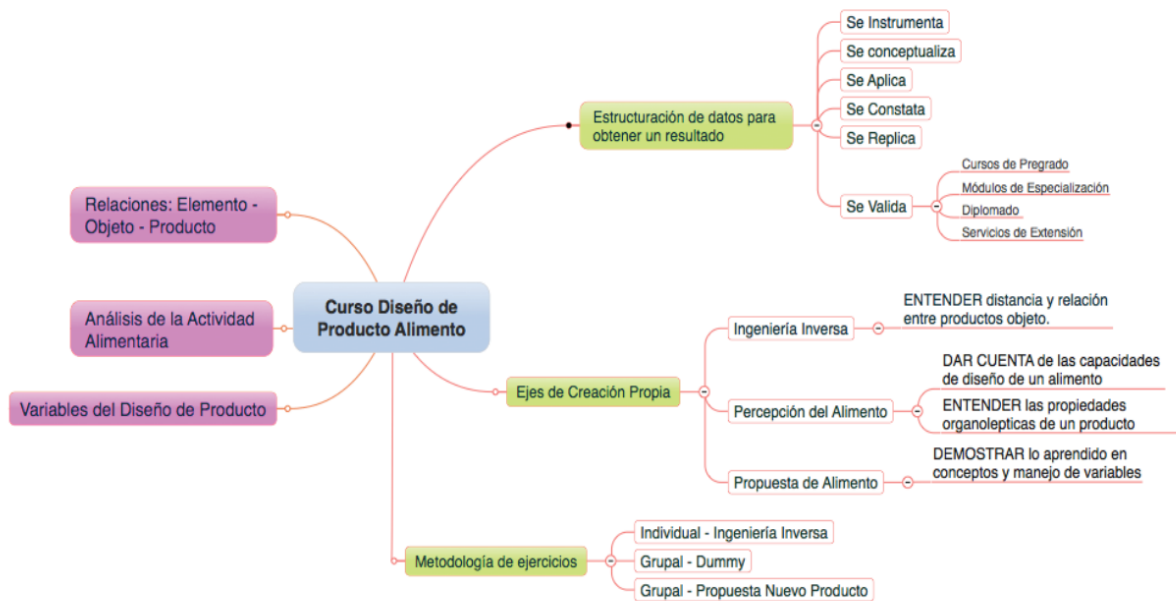 Curso Diseño de
Producto Alimento
Relaciones: Elemento -
Objeto - Producto
Análisis de la Actividad
Alimentaria
Variables del Diseño de Producto
Estructuración de datos para
obtener un resultado
Se Instrumenta
Se conceptualiza
Se Aplica
Se Constata
Se Replica
Se Valida
Cursos de Pregrado
Módulos de Especialización
Diplomado
Servicios de Extensión
Ejes de Creación Propia
Ingeniería Inversa
ENTENDER distancia y relación
entre productos objeto.
Percepción del Alimento
DAR CUENTA de las capacidades
de diseño de un alimento
ENTENDER las propiedades
organolepticas de un producto
Propuesta de Alimento
DEMOSTRAR lo aprendido en
conceptos y manejo de variables
Metodología de ejercicios
Individual - Ingeniería Inversa
Grupal - Dummy
Grupal - Propuesta Nuevo Producto